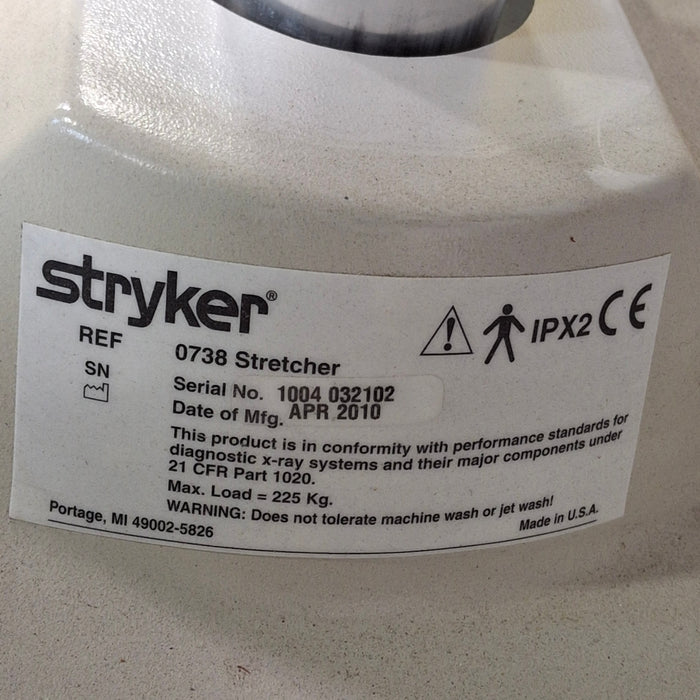 stryker®
REF
0738 Stretcher
IPX2 CE
SN
Serial No. 1004 032102
Date of Mfg. APR 2010
This product is in conformity with performance standards for
diagnostic x-ray systems and their major components under
21 CFR Part 1020.
Max. Load = 225 Kg.
WARNING: Does not tolerate machine wash or jet wash!
Portage, MI 49002-5826
Made in U.S.A.